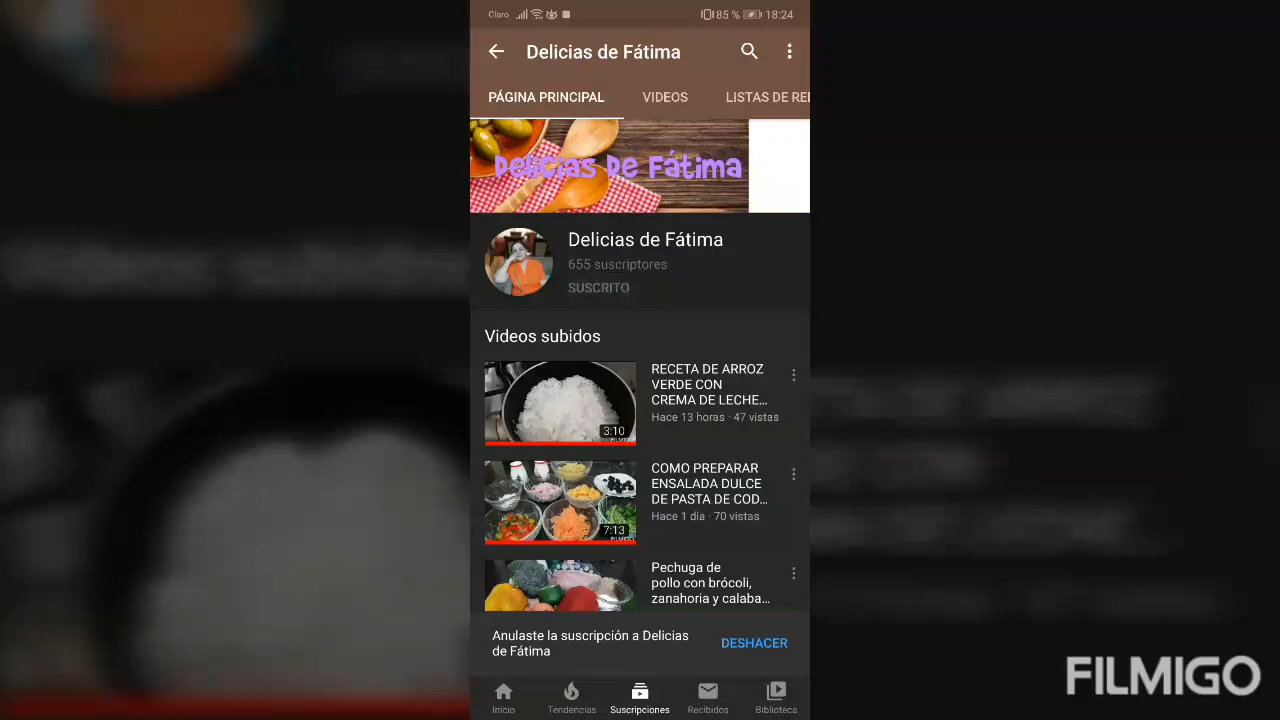 Claro 85 % 18:24
Delicias de Fátima
PÁGINA PRINCIPAL VIDEOS LISTAS DE RE
Delicias De Fátima
Delicias de Fátima
655 suscriptores
SUSCRITO
Videos subidos
RECETA DE ARROZ
VERDE CON
CREMA DE LECHE...
Hace 13 horas · 47 vistas
3:10
FILMIGO
COMO PREPARAR
ENSALADA DULCE
DE PASTA DE COD...
Hace 1 día · 70 vistas
7:13
FILMIGO
Pechuga de
pollo con brócoli,
zanahoria y calaba...
Anulaste la suscripción a Delicias
de Fátima
DESHACER
Inicio Tendencias Suscripciones Recibidos Biblioteca
FILMIGO